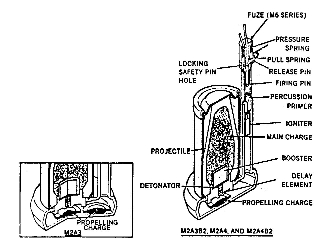 FUZE (M6 SERIES)
PRESSURE
SPRING
PULL SPRING
RELEASE PIN
FIRING PIN
PERCUSSION
PRIMER
IGNITER
MAIN CHARGE
BOOSTER
DELAY
ELEMENT
PROPELLING CHARGE
LOCKING
SAFETY PIN
HOLE
PROJECTILE
DETONATOR
M2A3B2, M2A4, AND M2A4B2
PROPELLING
CHARGE
M2A3